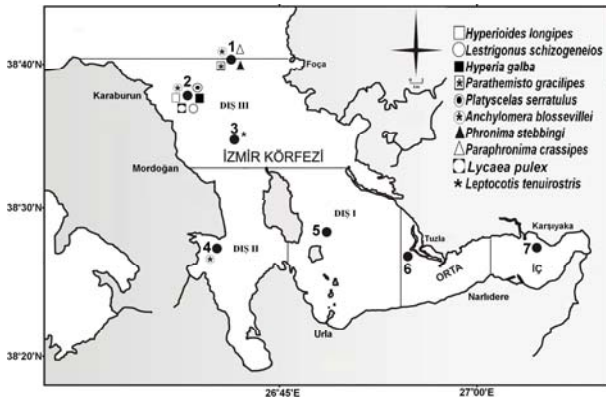 38°40'N
38°30'N
38°20'N
26°45'E
27°00'E
1
2
3
4
5
6
7
Foça
Karaburun
Mordoğan
DIŞ III
İZMİR KÖRFEZİ
DIŞ II
DIŞ I
Urla
Tuzla
ORTA
Narlıdere
Karşıyaka
İÇ
Hyperioides longipes
Lestrigonus schizogeneios
Hyperia galba
Parathemisto gracilipes
Platyscelas serratulus
Anchylomera blossevillei
Phronima stebbingi
Paraphronima crassipes
Lycaea pulex
Leptocotis tenuirostris